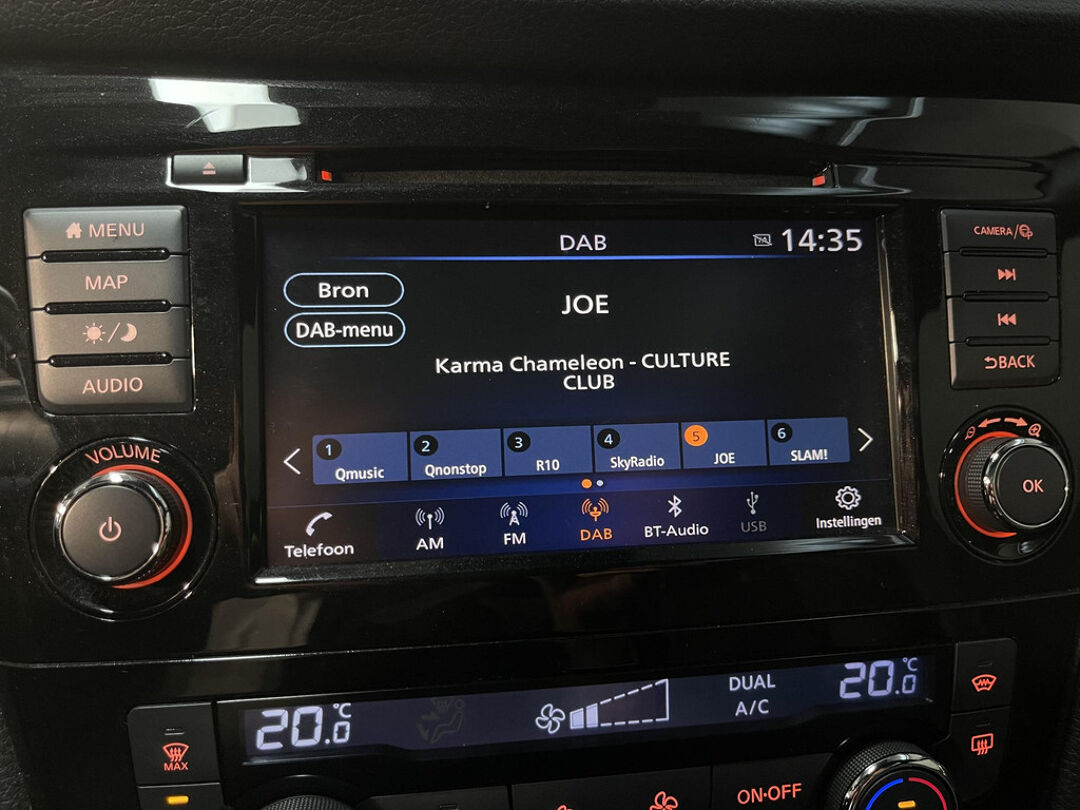 MENU
MAP
AUDIO
VOLUME
DAB
TA
14:35
Bron
DAB-menu
JOE
Karma Chameleon - CULTURE
CLUB
1 Qmusic
2 Qnonstop
3 R10
4 SkyRadio
5 JOE
6 SLAM!
Telefoon
AM
FM
DAB
BT-Audio
USB
Instellingen
CAMERA/
BACK
OK
20.0°C
DUAL
A/C
20.0°C
MAX
ON·OFF